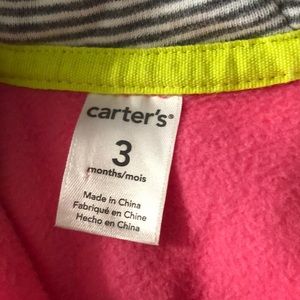 carter's®
3
months/mois
Made in China
Fabriqué en Chine
Hecho en China